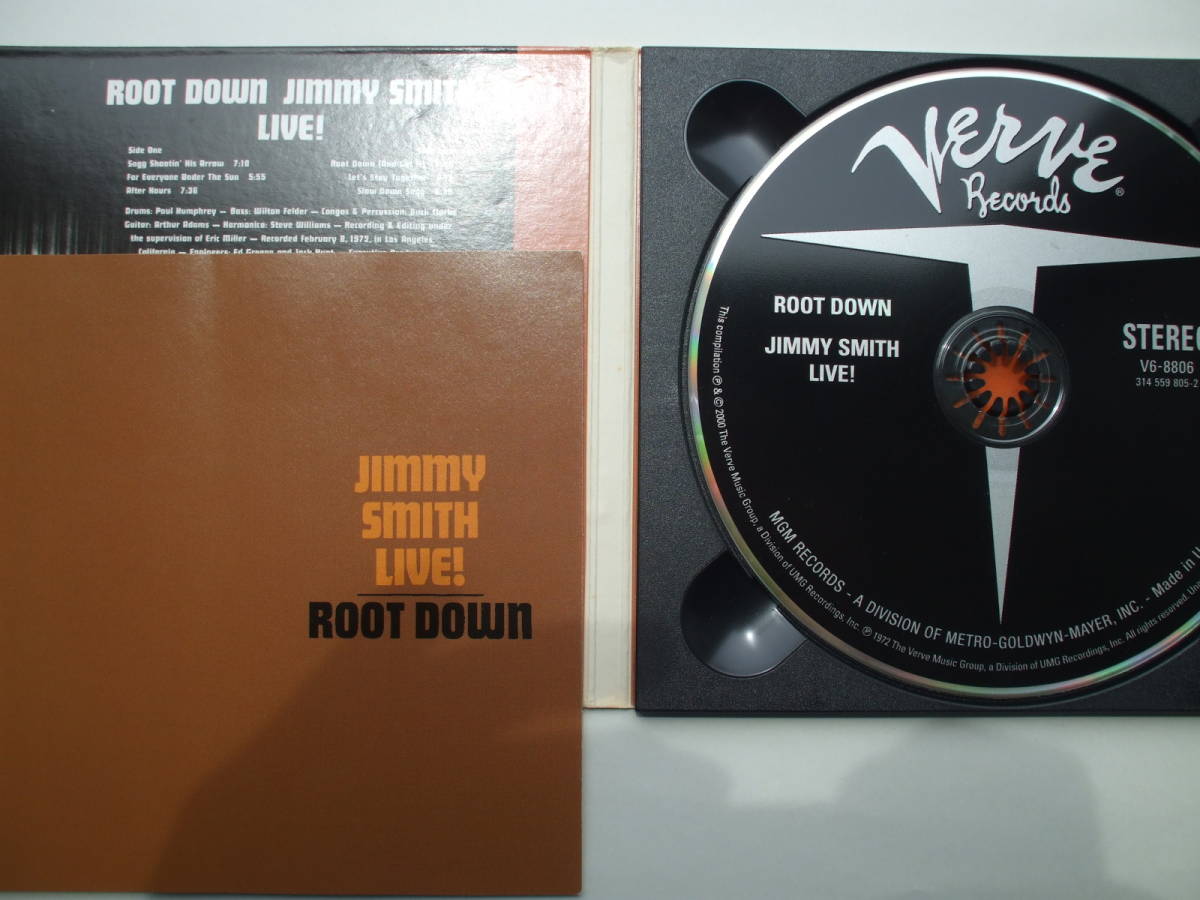 ROOT DOWN JIMMY SMITH
LIVE!
Side One
Sagg Shootin' His Arrow 7:10
For Everyone Under The Sun 5:55
After Hours 7:36
Root Down (And
Let's Stay Together
Slow Down Sagg
Drums: Paul Humphrey — Bass: Wilton Felder — Congas & Percussion: Buck Clarke
Guitar: Arthur Adams — Harmonica: Steve Williams — Recording & Editing under
the supervision of Eric Miller — Recorded February 8, 1972, in Los Angeles,
California — Engineers: Ed Greene and
JIMMY
SMITH
LIVE!
ROOT DOWN
Verve
Records
®
ROOT DOWN
JIMMY SMITH
LIVE!
STEREO
V6-8806
314 559 805-2
This compilation ℗ & © 2000 The Verve Music Group, a Division of UMG Recordings, Inc. ℗ 1972 The Verve Music Group, a Division of UMG Recordings, Inc. All rights reserved.
MGM RECORDS - A DIVISION OF METRO-GOLDWYN-MAYER, INC. - Made in